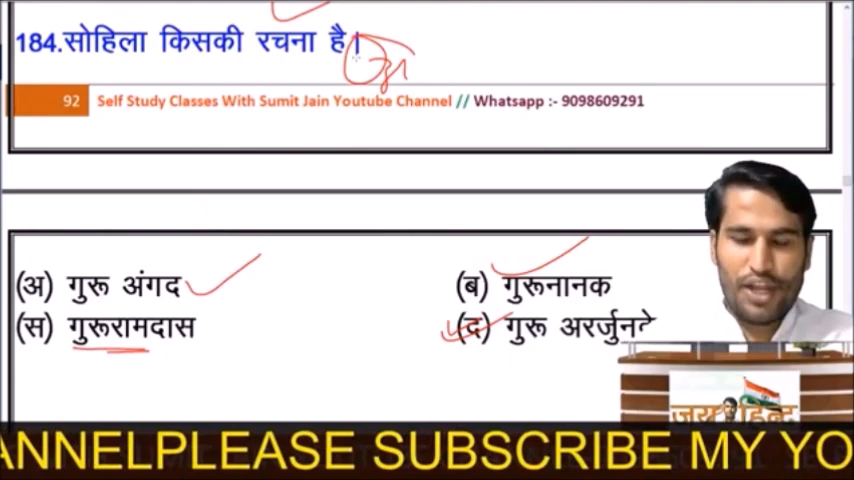 184.सोहिला किसकी रचना है।
92 Self Study Classes With Sumit Jain Youtube Channel // Whatsapp :- 9098609291
(अ) गुरू अंगद (ब) गुरूनानक
(स) गुरूरामदास (द) गुरू अरर्जुनदे
जय हिन्द
ANNELPLEASE SUBSCRIBE MY YO